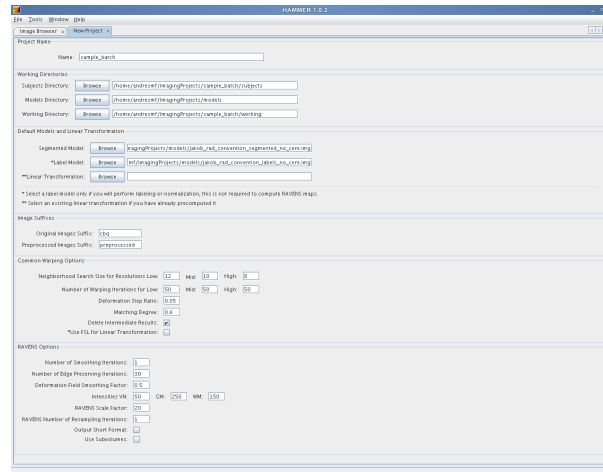 HAMMER 1.0.2
File Tools Window Help
Image Browser x New Project x
Project Name
Name: sample_batch
Working Directories
Subjects Directory: Browse /home/andresmf/ImagingProjects/sample_batch/subjects
Models Directory: Browse /home/andresmf/ImagingProjects/models
Working Directory: Browse /home/andresmf/ImagingProjects/sample_batch/working
Default Models and Linear Transformation
Segmented Model: Browse magingProjects/models/jakob_rad_convention_segmented_no_cere.img
*Label Model: Browse mf/ImagingProjects/models/jakob_rad_convention_labels_no_cere.img
**Linear Transformation: Browse
* Select a label model only if you will perform labeling or normalization, this is not required to compute RAVENS maps.
** Select an existing linear transformation if you have already precomputed it
Image Suffixes
Original Images Suffix: cbq
Preprocessed Images Suffix: preprocessed
Common Warping Options
Neighborhood Search Size for Resolutions Low: 12 Mid: 10 High: 8
Number of Warping Iterations for Low: 50 Mid: 50 High: 50
Deformation Step Ratio: 0.05
Matching Degree: 0.8
Delete Intermediate Results:
*Use FSL for Linear Transformation:
RAVENS Options
Number of Smoothing Iterations: 1
Number of Edge Preserving Iterations: 30
Deformation Field Smoothing Factor: 0.5
Intensities VN: 50 GM: 250 WM: 150
RAVENS Scale Factor: 20
RAVENS Number of Resampling Iterations: 1
Output Short Format:
Use Subvolumes: